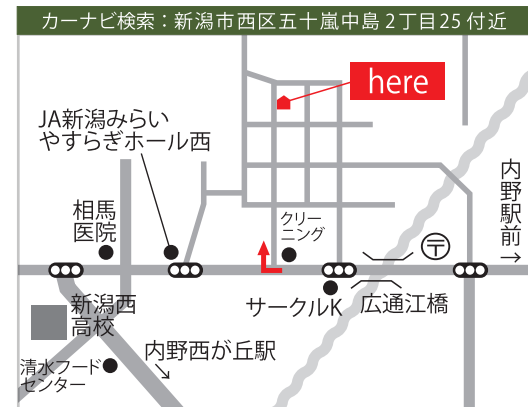 カーナビ検索：新潟市西区五十嵐中島2丁目25付近
here
JA新潟みらい
やすらぎホール西
内野駅前→
相馬
医院
クリー
ニング
〒
サークルK
広通江橋
新潟西
高校
内野西が丘駅
清水フード
センター